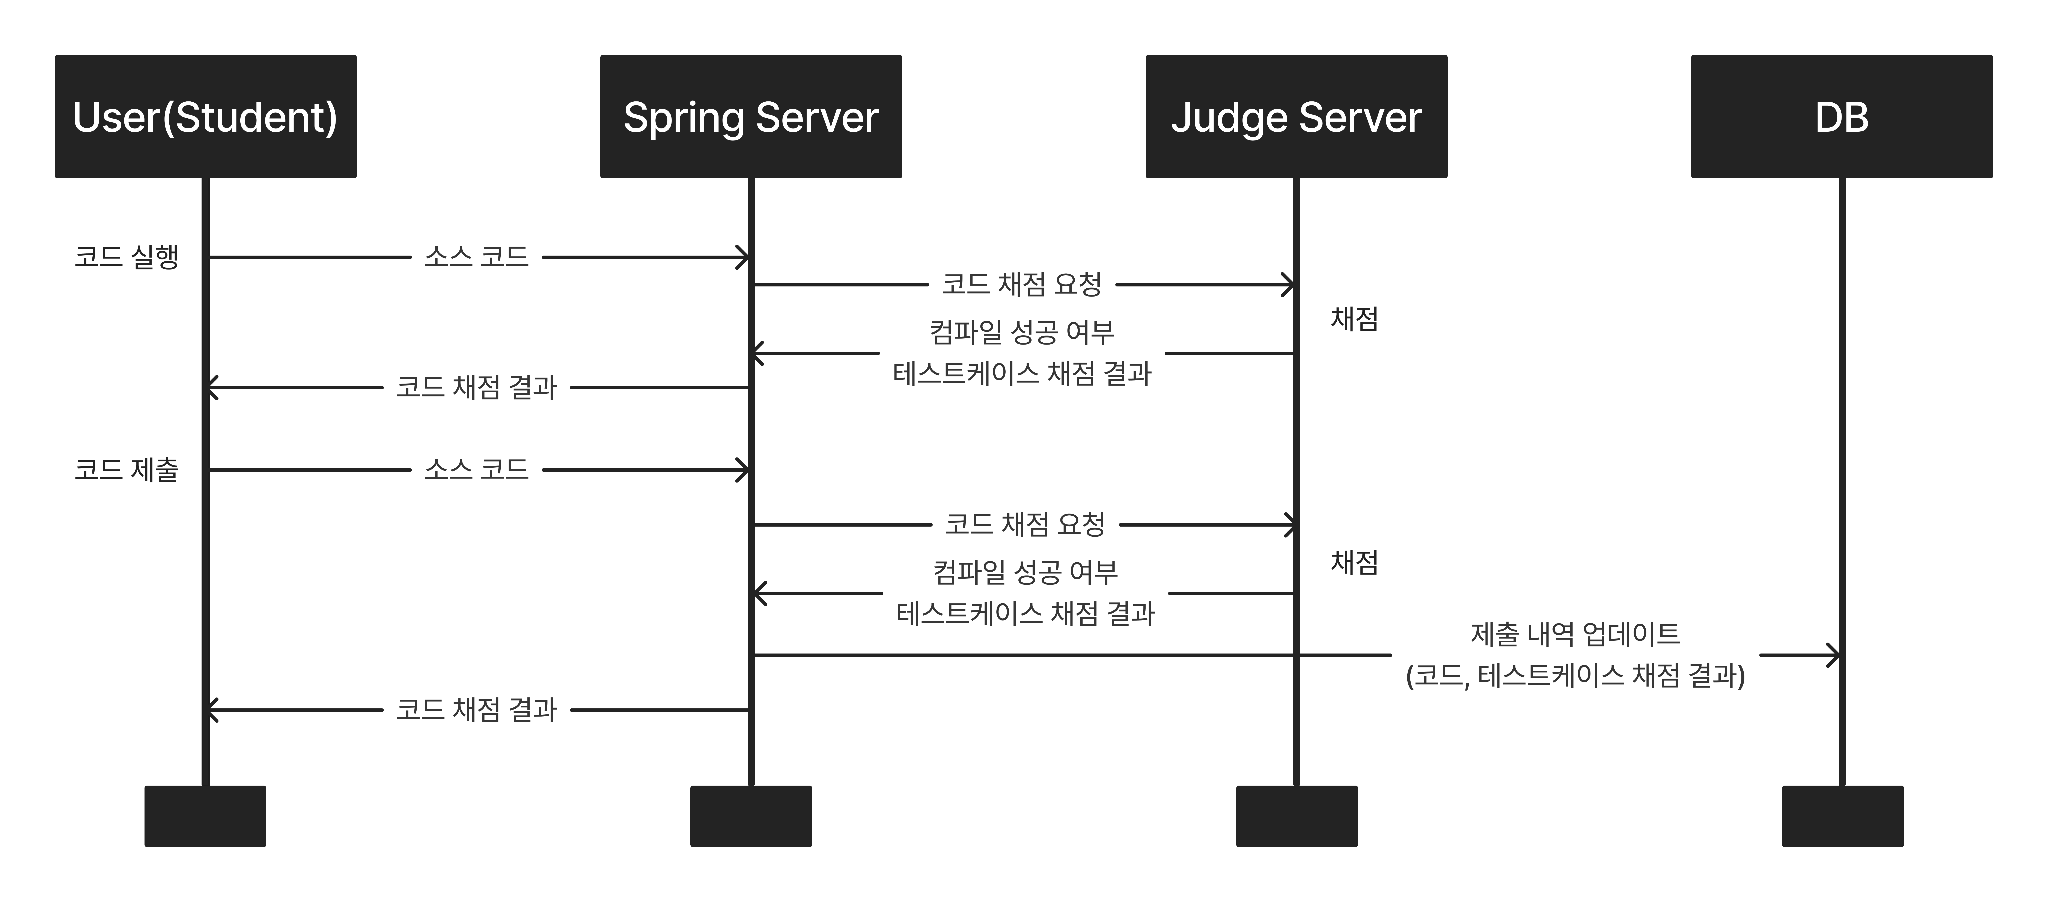 User(Student)
Spring Server
Judge Server
DB
코드 실행
소스 코드
코드 채점 요청
채점
컴파일 성공 여부
테스트케이스 채점 결과
코드 채점 결과
코드 제출
소스 코드
코드 채점 요청
채점
컴파일 성공 여부
테스트케이스 채점 결과
제출 내역 업데이트
(코드, 테스트케이스 채점 결과)
코드 채점 결과